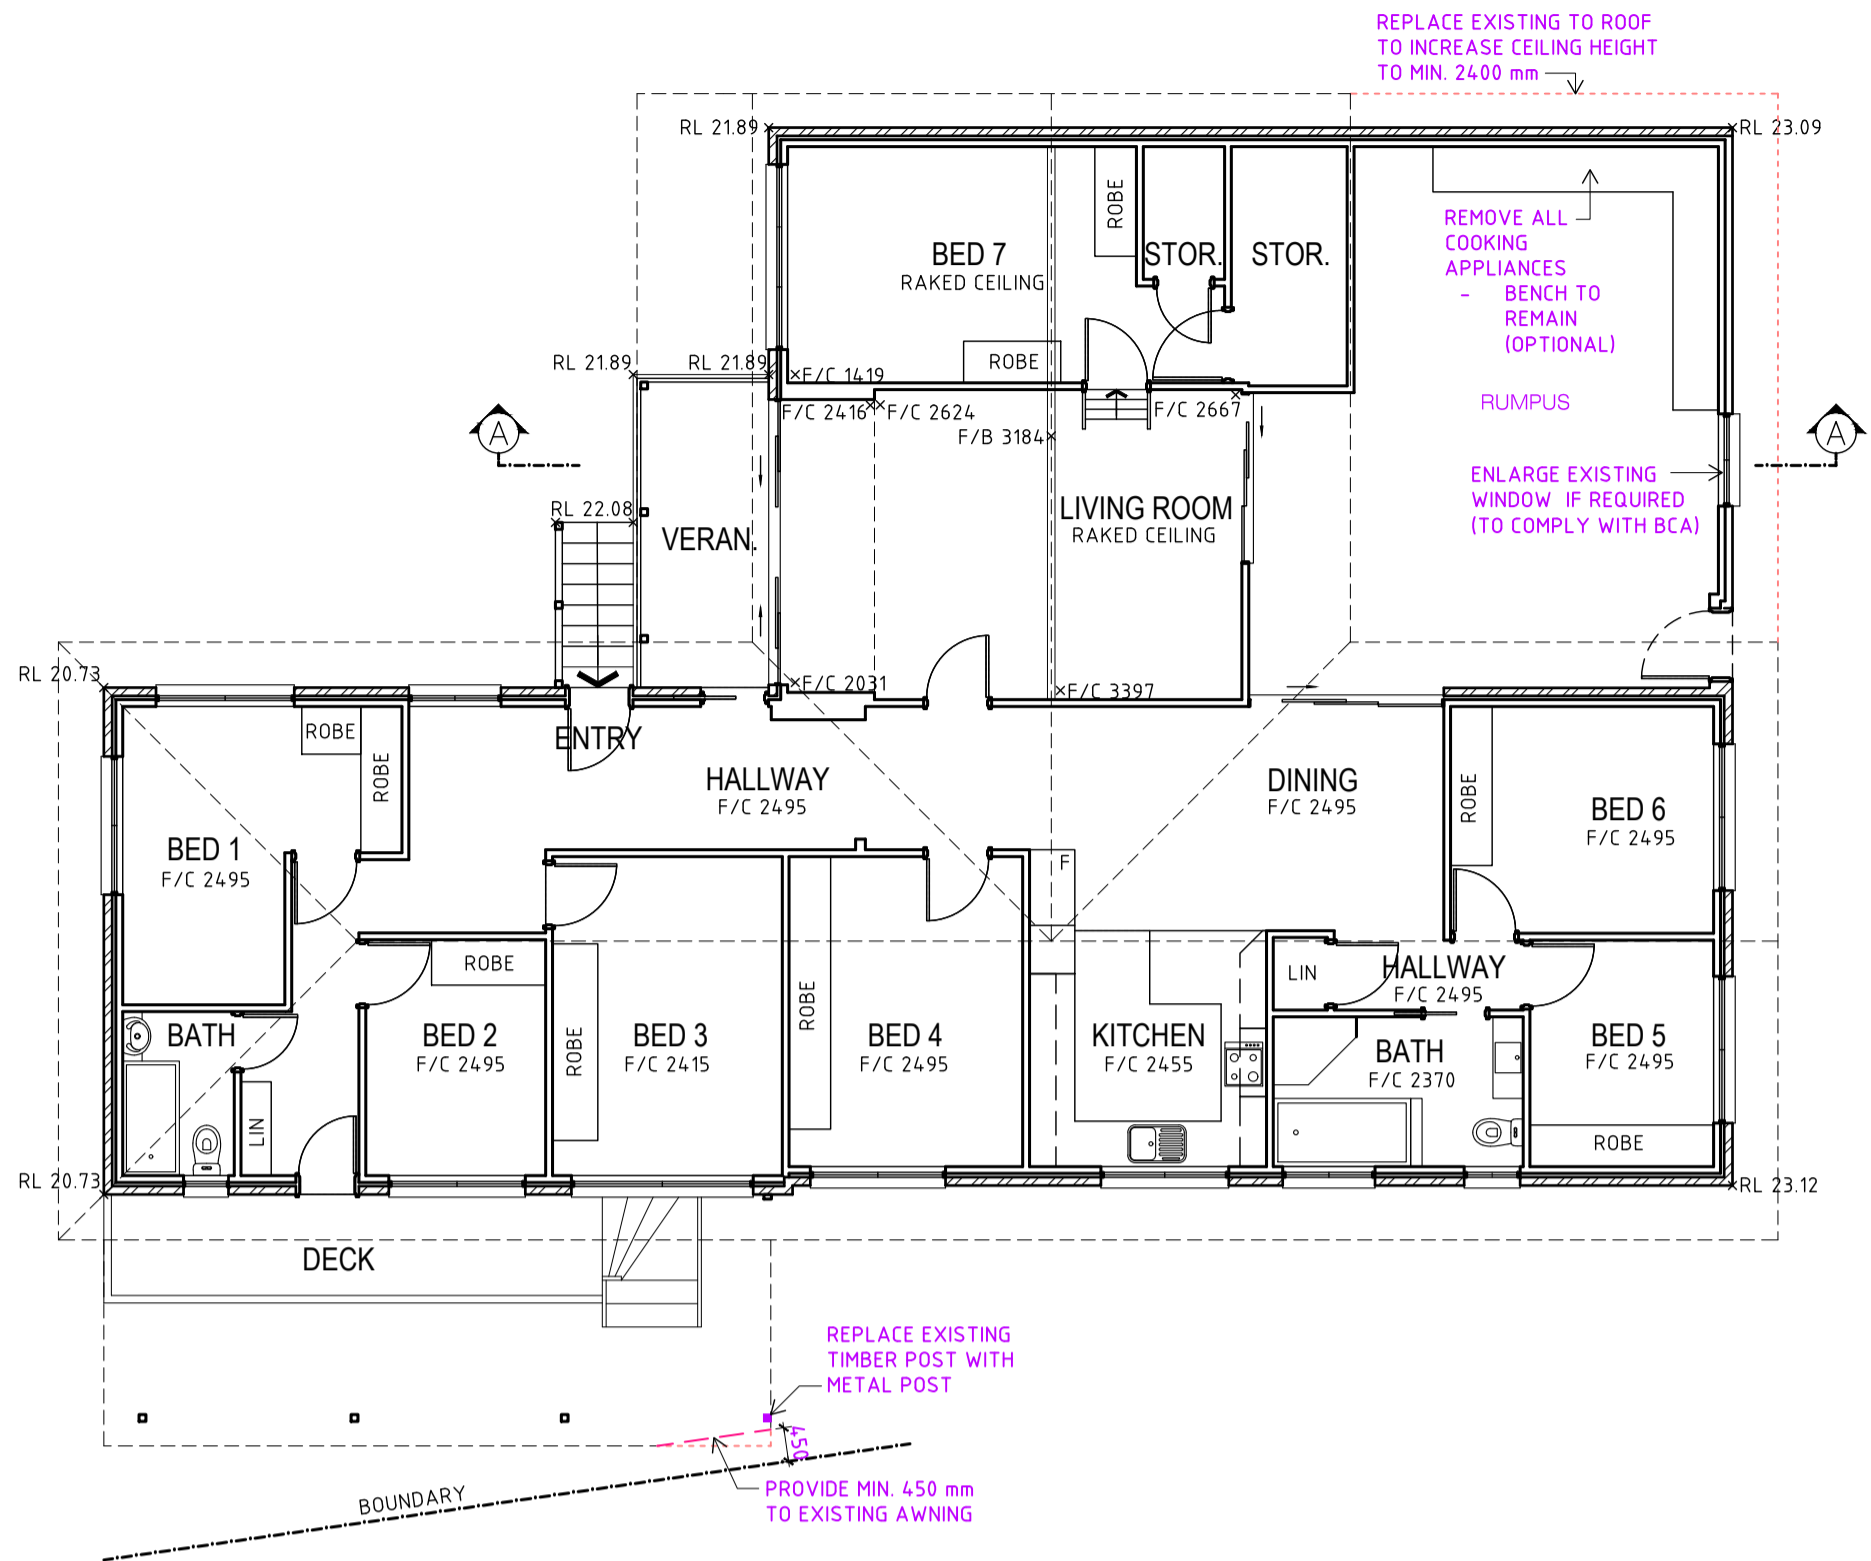 REPLACE EXISTING TO ROOF
TO INCREASE CEILING HEIGHT
TO MIN. 2400 mm
RL 21.89
RL 23.09
ROBE
BED 7
RAKED CEILING
STOR.
STOR.
REMOVE ALL
COOKING
APPLIANCES
- BENCH TO
REMAIN
(OPTIONAL)
ROBE
RL 21.89
RL 21.89
F/C 1419
F/C 2416
F/C 2624
F/C 2667
RUMPUS
F/B 3184
A
A
ENLARGE EXISTING
WINDOW IF REQUIRED
(TO COMPLY WITH BCA)
RL 22.08
VERAN.
LIVING ROOM
RAKED CEILING
RL 20.73
F/C 2031
F/C 3397
ROBE
ROBE
ENTRY
HALLWAY
F/C 2495
DINING
F/C 2495
ROBE
BED 6
F/C 2495
BED 1
F/C 2495
F
ROBE
LIN
HALLWAY
F/C 2495
BATH
BED 2
F/C 2495
ROBE
BED 3
F/C 2415
ROBE
BED 4
F/C 2495
KITCHEN
F/C 2455
BATH
F/C 2370
BED 5
F/C 2495
LIN
ROBE
RL 20.73
RL 23.12
DECK
REPLACE EXISTING
TIMBER POST WITH
METAL POST
450
BOUNDARY
PROVIDE MIN. 450 mm
TO EXISTING AWNING